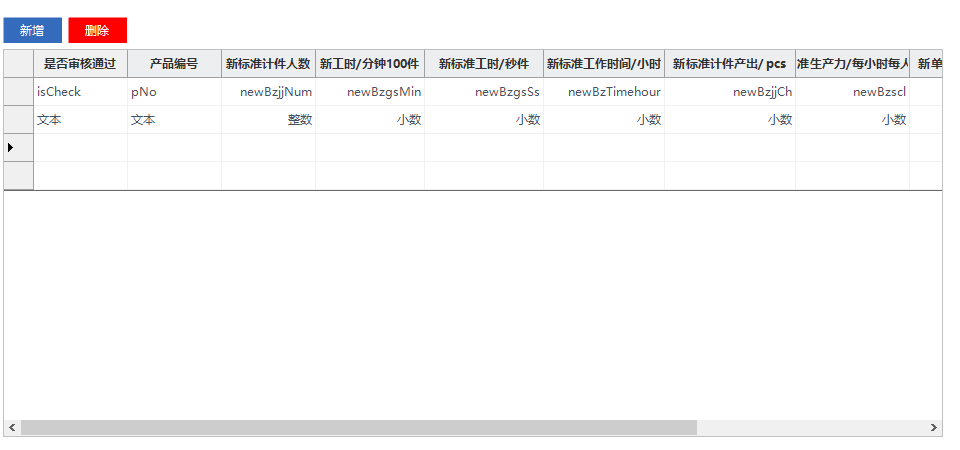 新增 删除
是否审核通过 产品编号 新标准计件人数 新工时/分钟100件 新标准工时/秒件 新标准工作时间/小时 新标准计件产出/ pcs 准生产力/每小时每人 新单
isCheck pNo newBzjjNum newBzgsMin newBzgsSs newBzTimehour newBzjjCh newBzscl
文本 文本 整数 小数 小数 小数 小数 小数